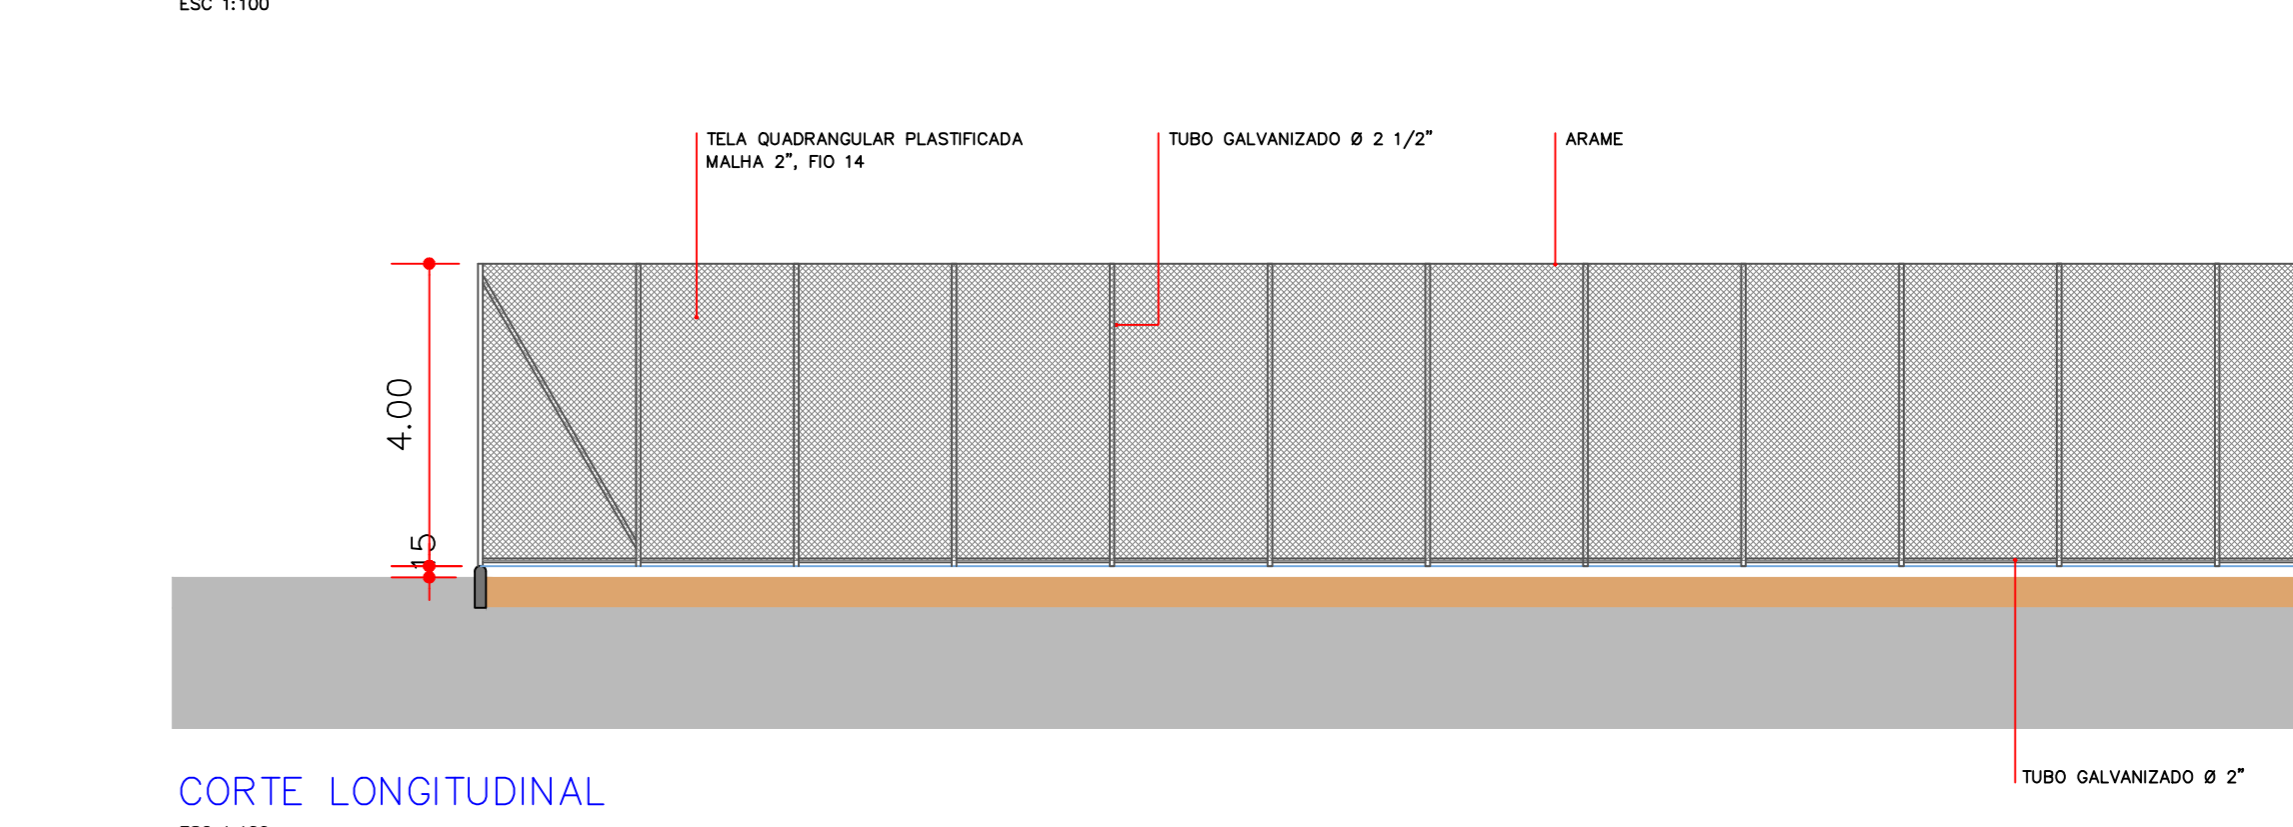 ESC 1:100
TELA QUADRANGULAR PLASTIFICADA
MALHA 2", FIO 14
TUBO GALVANIZADO Ø 2 1/2"
ARAME
4.00
15
TUBO GALVANIZADO Ø 2"
CORTE LONGITUDINAL